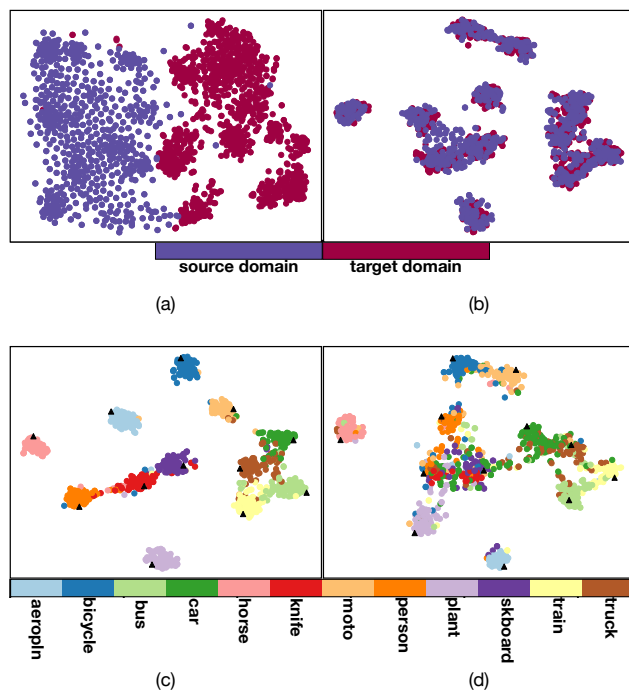 source domain target domain
(a) (b)
aeropln bicycle bus car horse knife moto person plant skboard train truck
(c) (d)